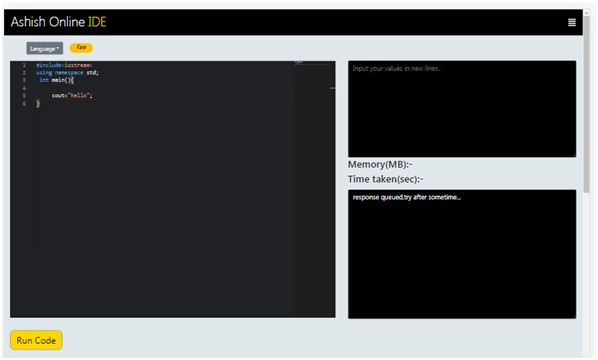 Ashish Online IDE
Language
Cpp
1 #include<iostream>
2 using namespace std;
3 int main(){
4
5 cout<"hello";
6 }
Input your values in new lines.
Memory(MB):-
Time taken(sec):-
response queued,try after sometime...
Run Code